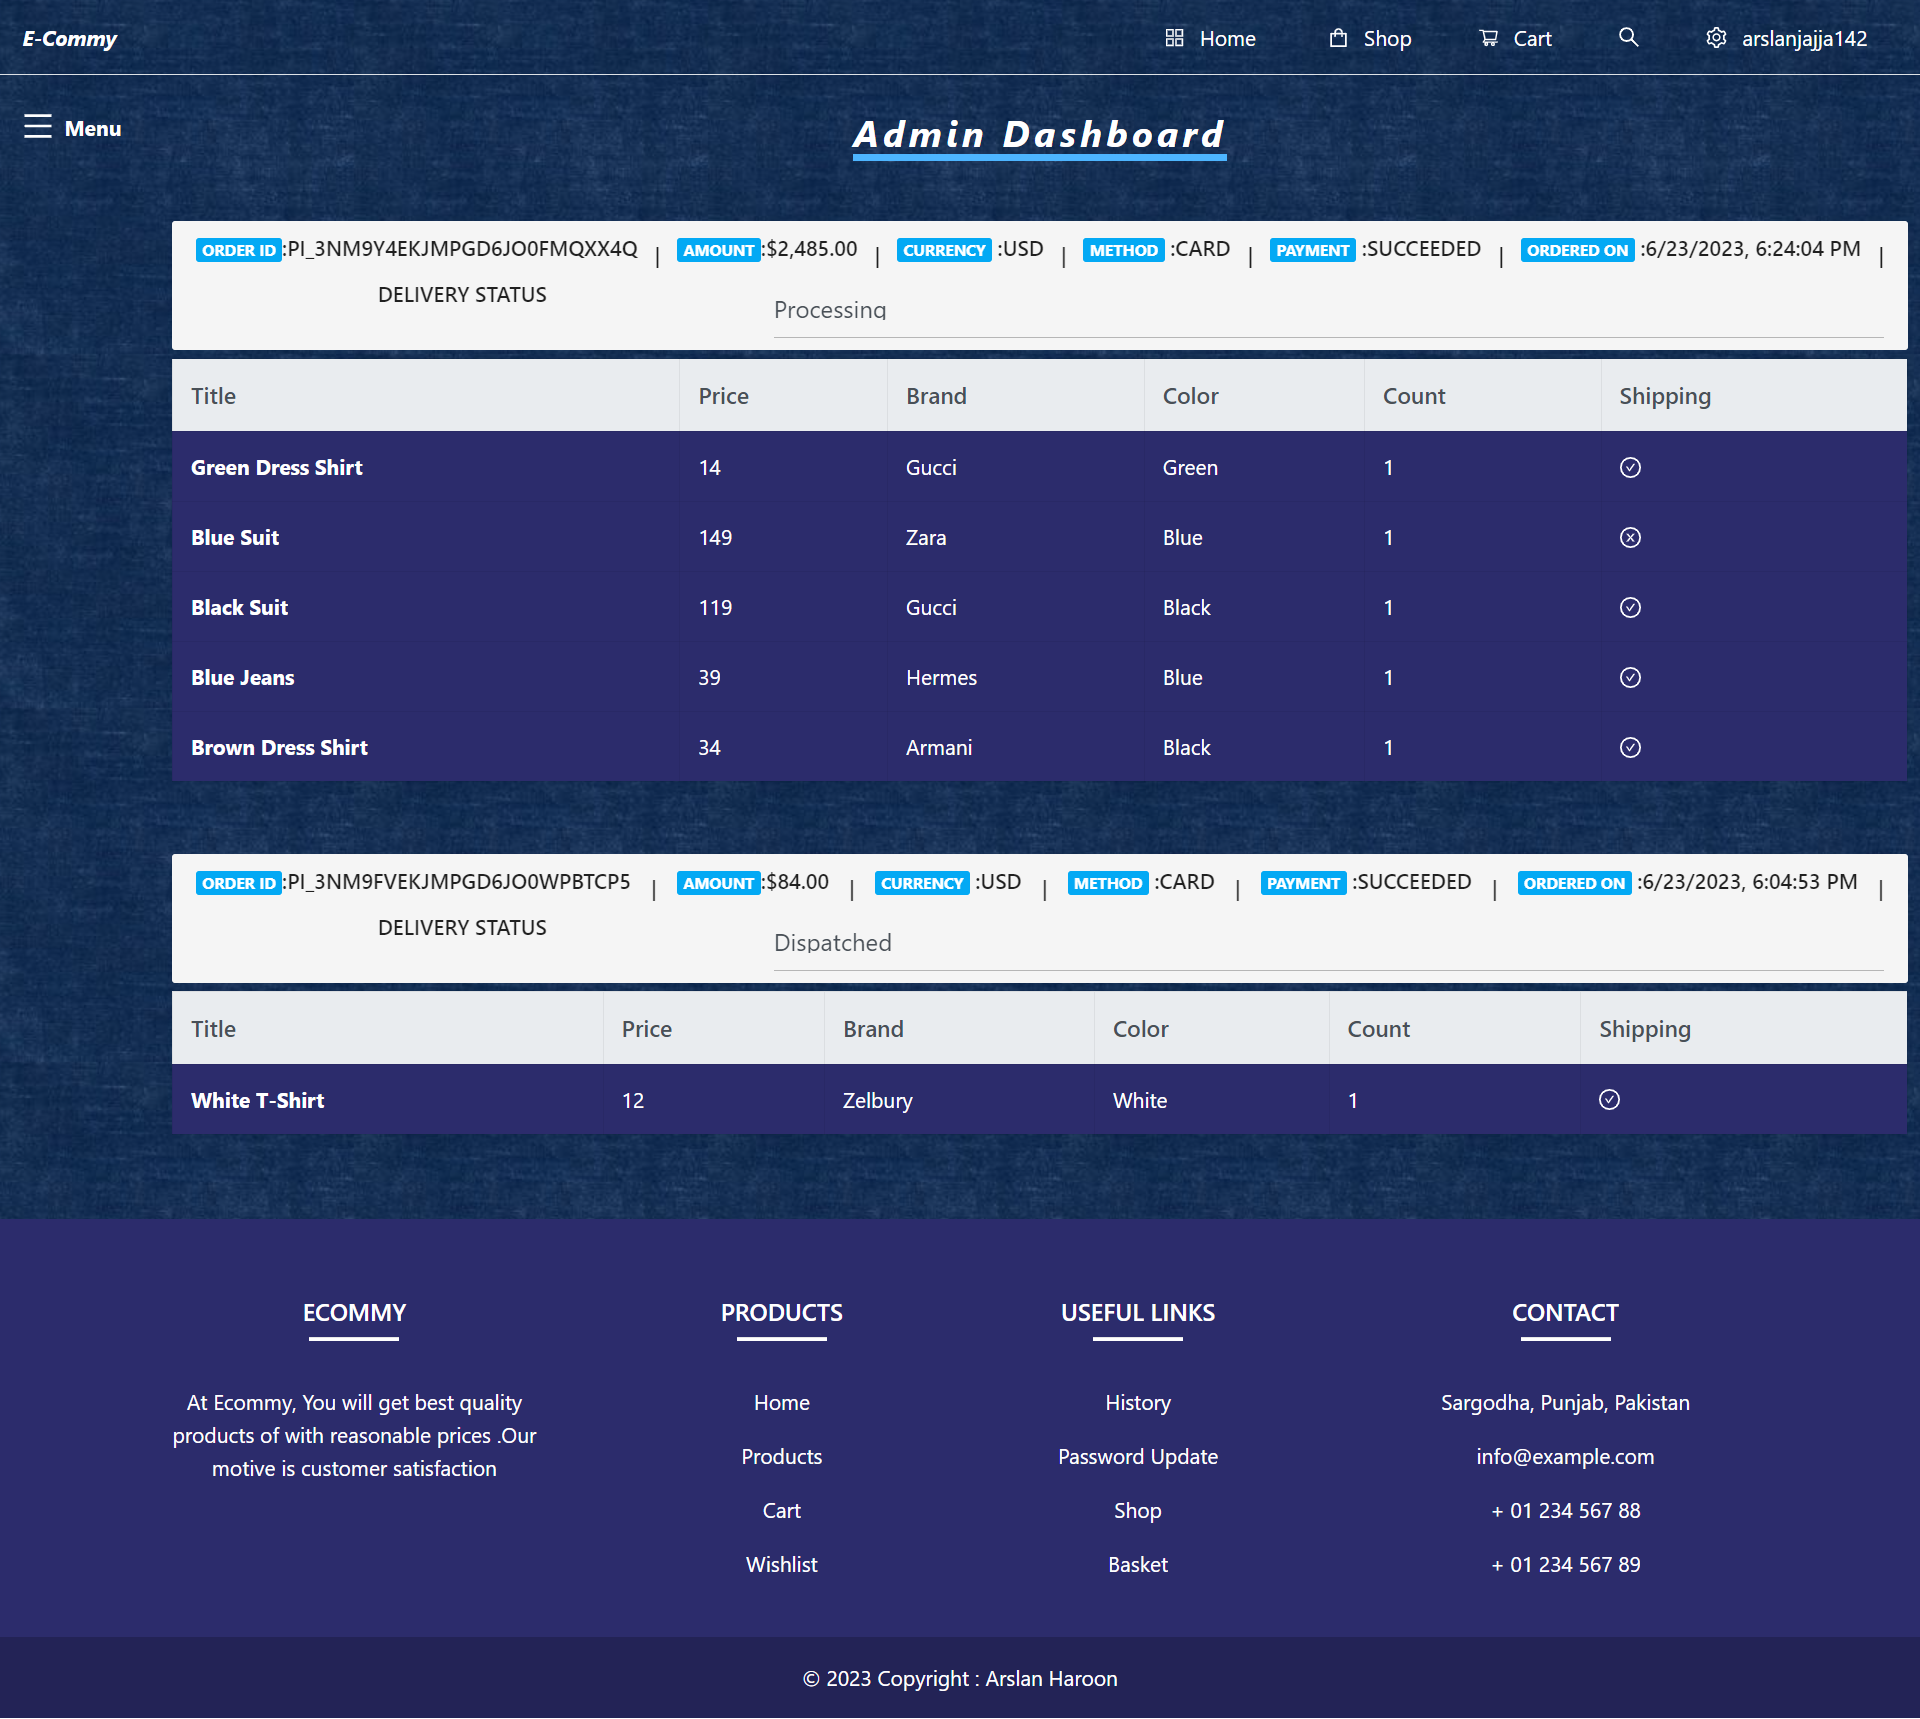 E-Commy
Home
Shop
Cart
arslanjajja142
Menu
Admin Dashboard
ORDER ID:PI_3NM9Y4EKJMPGD6JO0FMQXX4Q | AMOUNT:$2,485.00 | CURRENCY :USD | METHOD :CARD | PAYMENT :SUCCEEDED | ORDERED ON :6/23/2023, 6:24:04 PM |
DELIVERY STATUS
Processing
Title Price Brand Color Count Shipping
Green Dress Shirt 14 Gucci Green 1
Blue Suit 149 Zara Blue 1
Black Suit 119 Gucci Black 1
Blue Jeans 39 Hermes Blue 1
Brown Dress Shirt 34 Armani Black 1
ORDER ID:PI_3NM9FVEKJMPGD6JO0WPBTCP5 | AMOUNT:$84.00 | CURRENCY :USD | METHOD :CARD | PAYMENT :SUCCEEDED | ORDERED ON :6/23/2023, 6:04:53 PM |
DELIVERY STATUS
Dispatched
Title Price Brand Color Count Shipping
White T-Shirt 12 Zelbury White 1
ECOMMY
At Ecommy, You will get best quality
products of with reasonable prices .Our
motive is customer satisfaction
PRODUCTS
Home
Products
Cart
Wishlist
USEFUL LINKS
History
Password Update
Shop
Basket
CONTACT
Sargodha, Punjab, Pakistan
info@example.com
+ 01 234 567 88
+ 01 234 567 89
© 2023 Copyright : Arslan Haroon